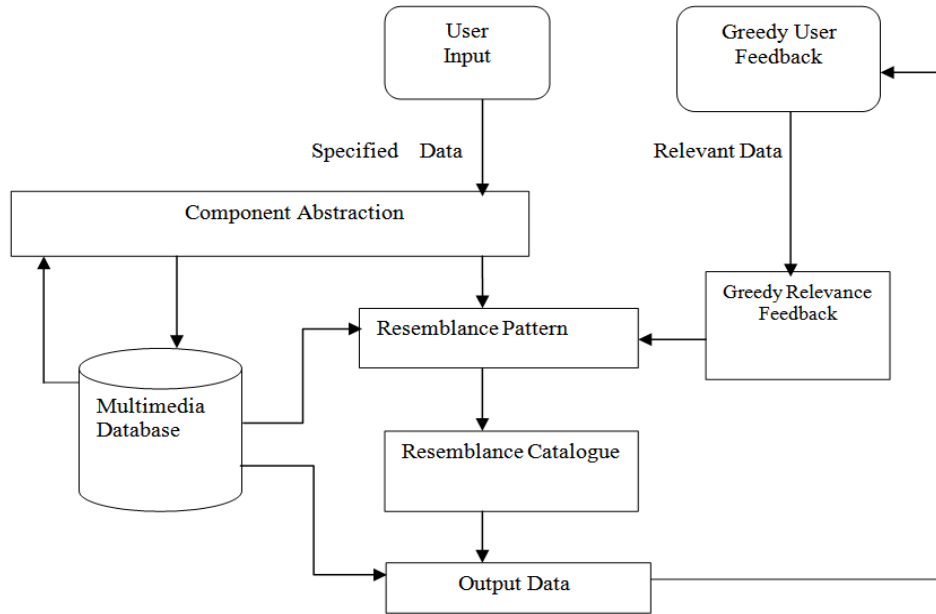 User
Input
Greedy User
Feedback
Specified Data
Relevant Data
Component Abstraction
Greedy Relevance
Feedback
Resemblance Pattern
Multimedia
Database
Resemblance Catalogue
Output Data